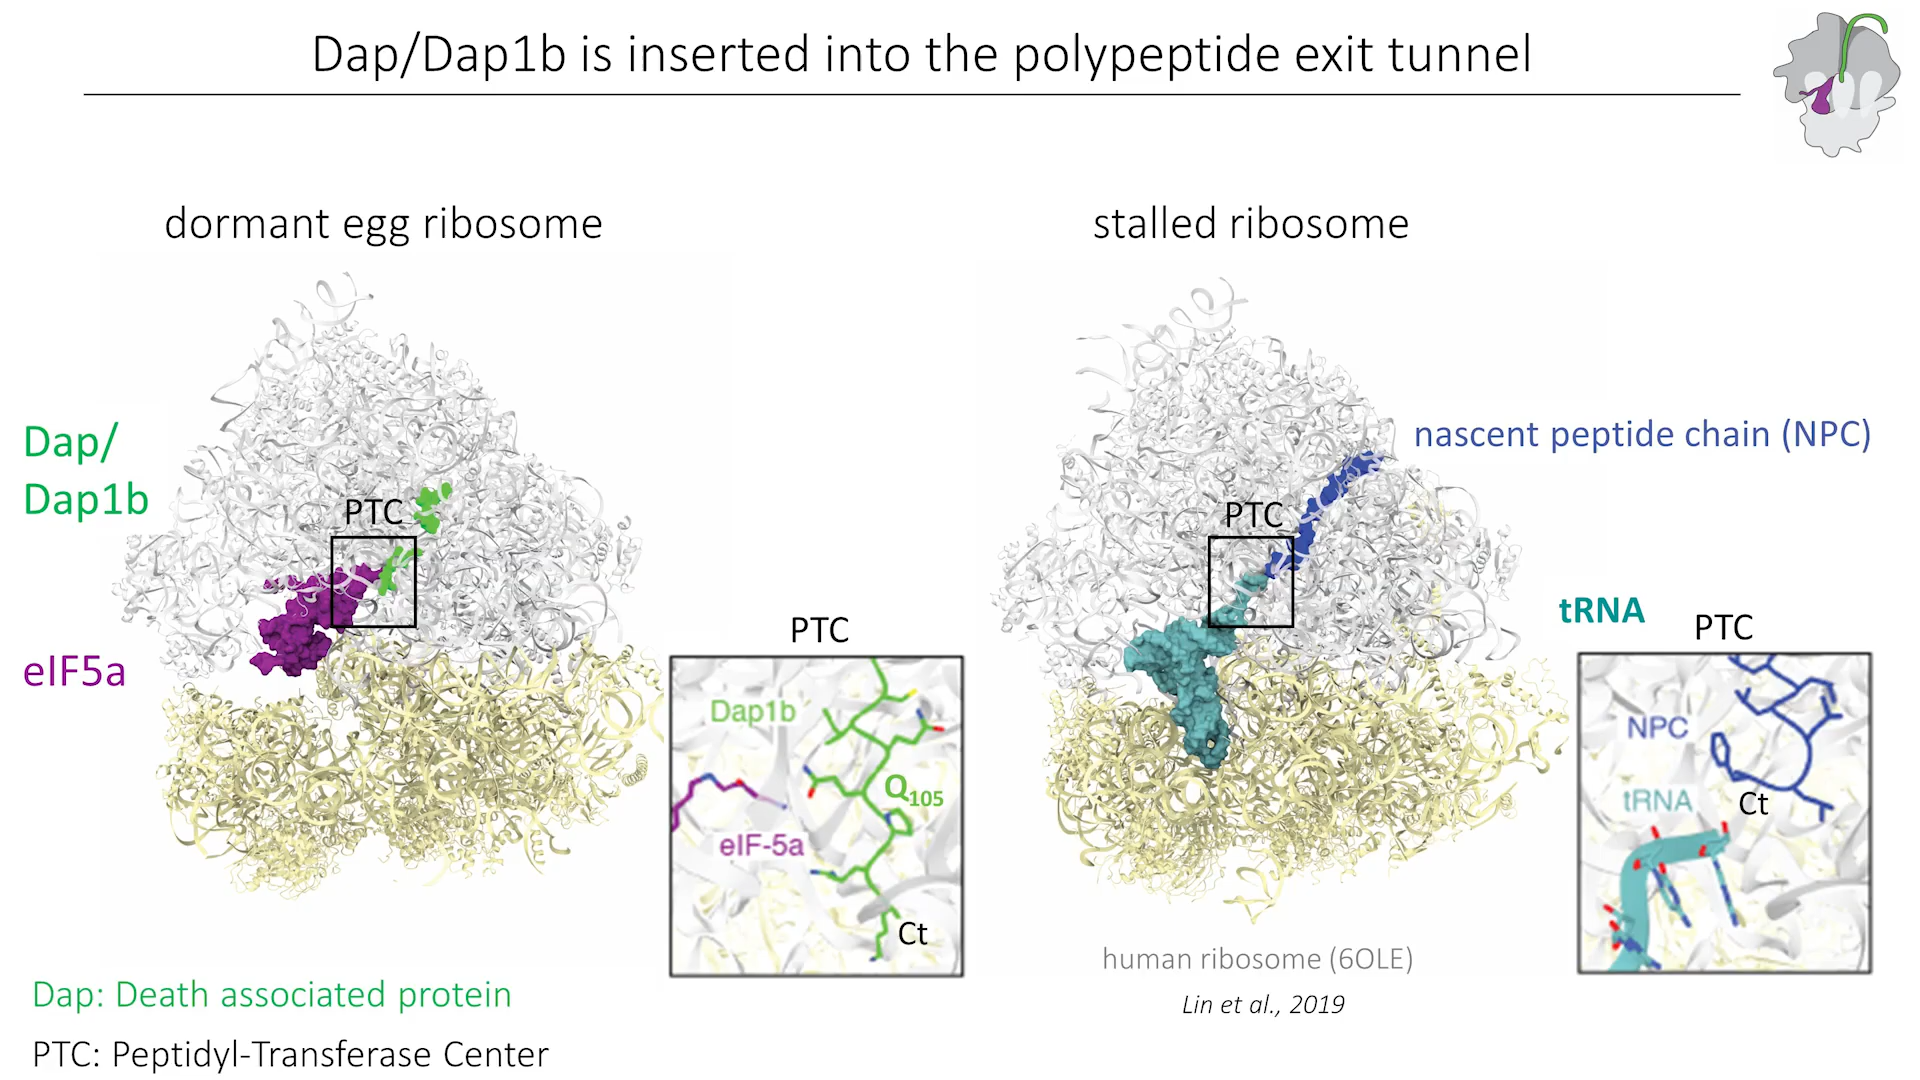 Dap/Dap1b is inserted into the polypeptide exit tunnel
dormant egg ribosome
Dap/
Dap1b
PTC
eIF5a
PTC
Dap1b
Q105
eIF-5a
Ct
Dap: Death associated protein
PTC: Peptidyl-Transferase Center
stalled ribosome
nascent peptide chain (NPC)
PTC
tRNA
PTC
NPC
tRNA
Ct
human ribosome (6OLE)
Lin et al., 2019